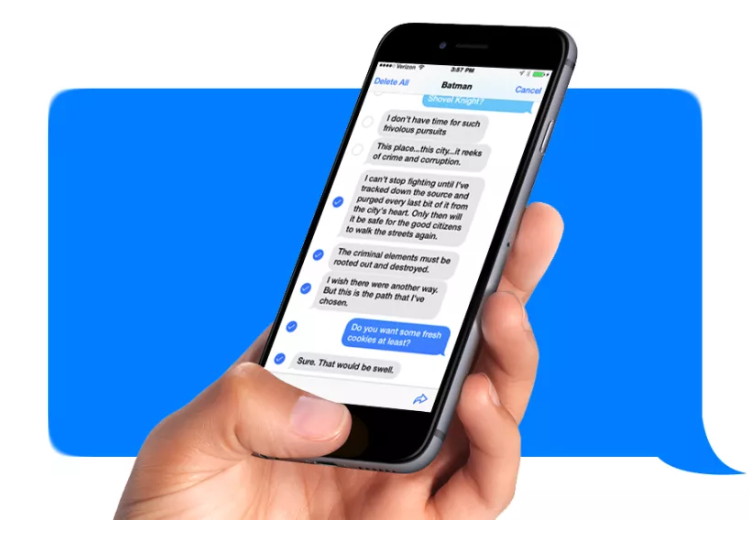 Verizon 3:57 PM
Delete All Batman Cancel
Shovel Knight?
I don't have time for such
frivolous pursuits
This place...this city...it reeks
of crime and corruption.
I can't stop fighting until I've
tracked down the source and
purged every last bit of it from
the city's heart. Only then will
it be safe for the good citizens
to walk the streets again.
The criminal elements must be
rooted out and destroyed.
I wish there were another way.
But this is the path that I've
chosen.
Do you want some fresh
cookies at least?
Sure. That would be swell.